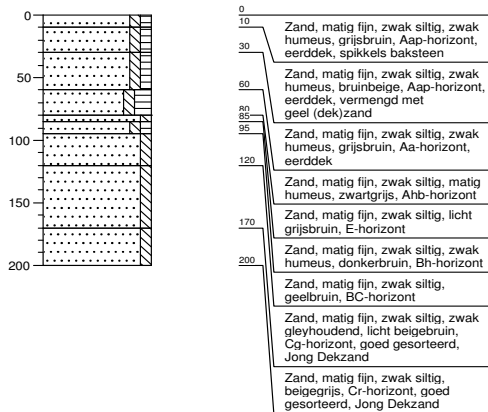 0
50
100
150
200
0
10
30
60
80
85
95
120
170
200
Zand, matig fijn, zwak siltig, zwak
humeus, grijsbruin, Aap-horizont,
eerddek, spikkels baksteen
Zand, matig fijn, zwak siltig, zwak
humeus, bruinbeige, Aap-horizont,
eerddek, vermengd met
geel (dek)zand
Zand, matig fijn, zwak siltig, zwak
humeus, grijsbruin, Aa-horizont,
eerddek
Zand, matig fijn, zwak siltig, matig
humeus, zwartgrijs, Ahb-horizont
Zand, matig fijn, zwak siltig, licht
grijsbruin, E-horizont
Zand, matig fijn, zwak siltig, zwak
humeus, donkerbruin, Bh-horizont
Zand, matig fijn, zwak siltig,
geelbruin, BC-horizont
Zand, matig fijn, zwak siltig, zwak
gleyhoudend, licht beigebruin,
Cg-horizont, goed gesorteerd,
Jong Dekzand
Zand, matig fijn, zwak siltig,
beigegrijs, Cr-horizont, goed
gesorteerd, Jong Dekzand